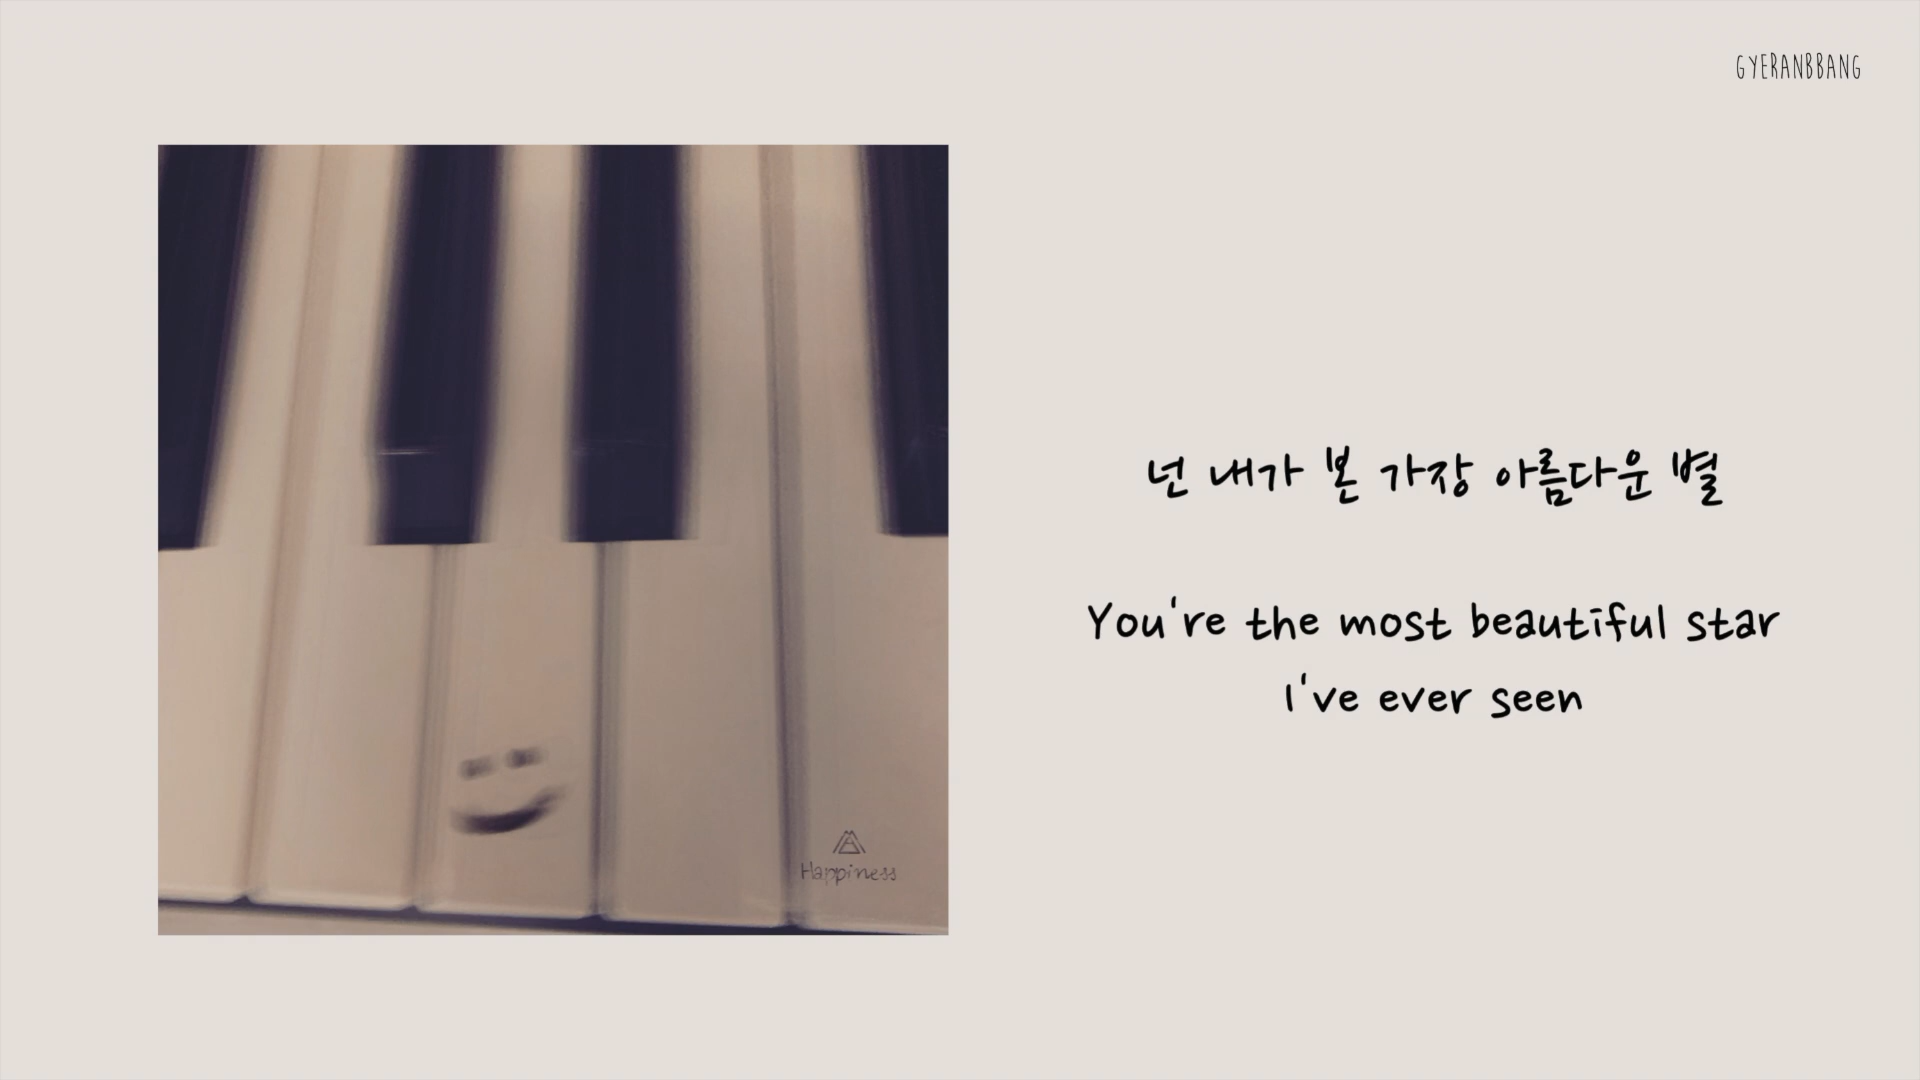 GYERANBBANG
넌 내가 본 가장 아름다운 별
You're the most beautiful star
I've ever seen
Happiness